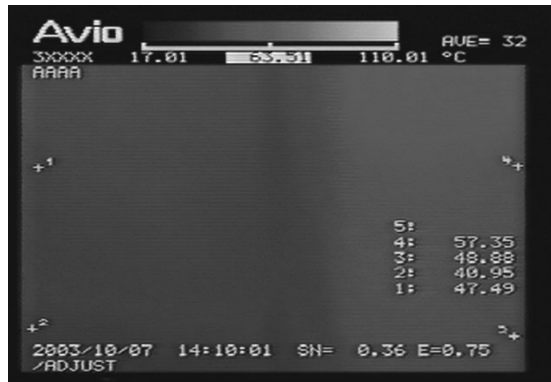 Avio
AVE= 32
3XXXX 17.01 63.51 110.01 °C
AAAA
+1
4+
5:
4: 57.35
3: 48.88
2: 40.95
1: 47.49
+2
3+
2003/10/07 14:10:01 SN= 0.36 E=0.75
/ADJUST